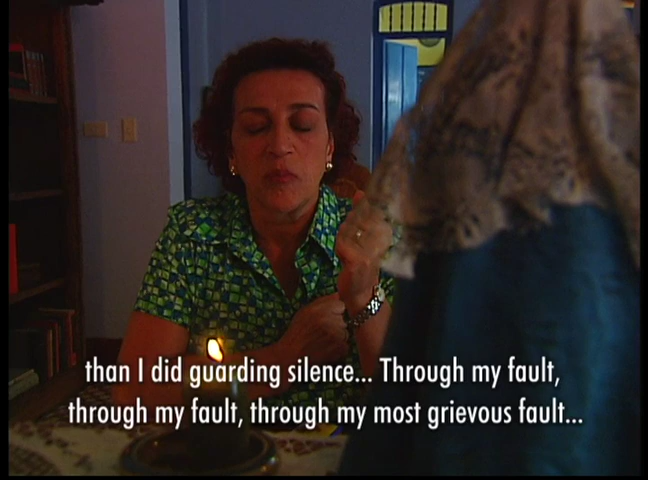 than I did guarding silence... Through my fault,
through my fault, through my most grievous fault...